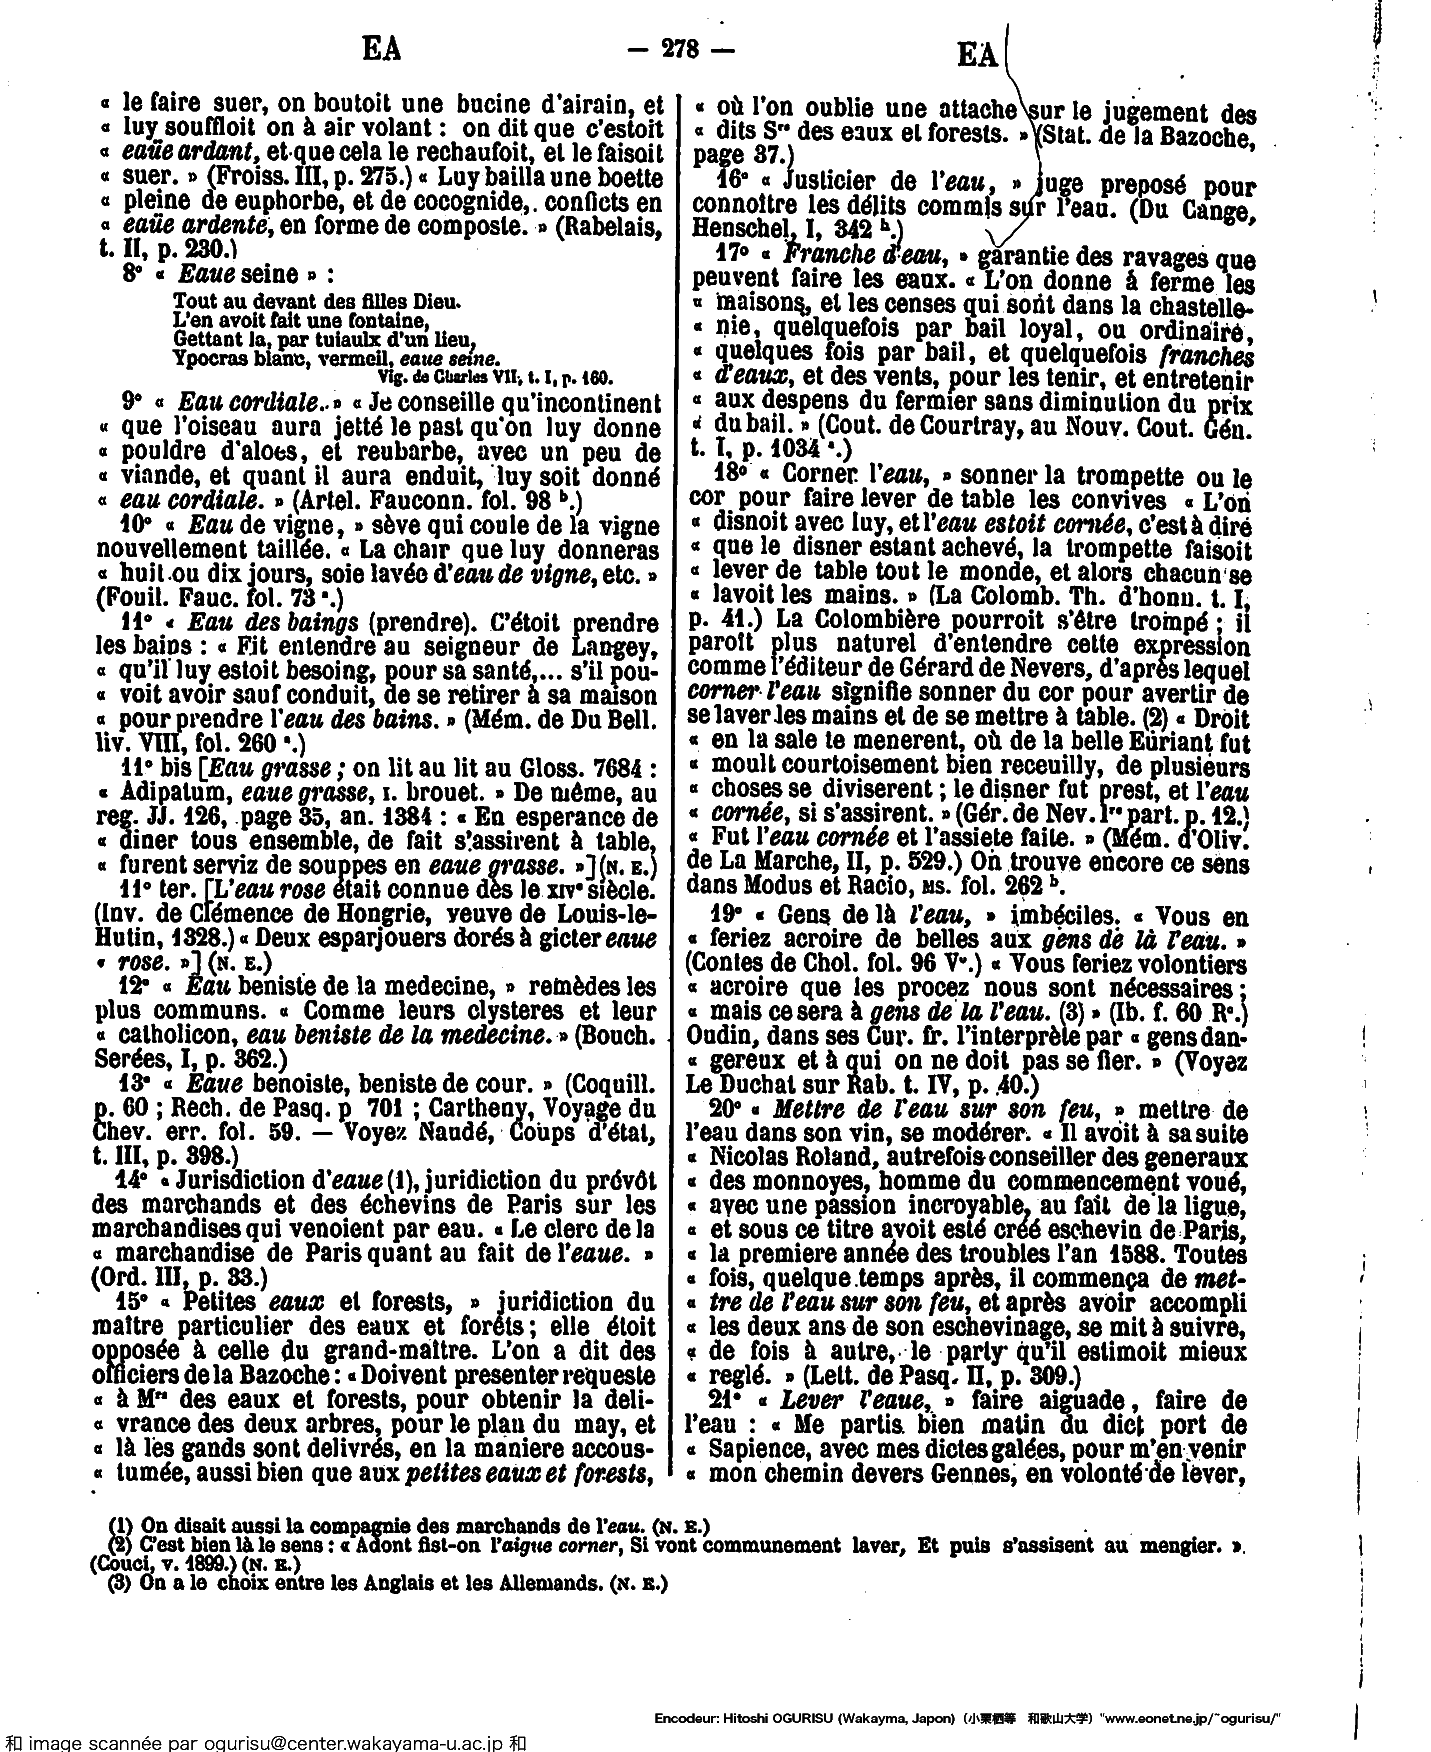 EA — 278 — EA
« le faire suer, on boutoit une bucine d'airain, et
« luy souffloit on à air volant : on dit que c'estoit
« eaüe ardant, et que cela le rechaufoit, et le faisoit
« suer. » (Froiss. III, p. 275.) « Luy bailla une boette
« pleine de euphorbe, et de cocognide, conficts en
« eaüe ardente, en forme de composte. » (Rabelais,
t. II, p. 230.)
8° « Eaue seine » :
Tout au devant des filles Dieu.
L'en avoit fait une fontaine,
Gettant la, par tuiaulx d'un lieu,
Ypocras blanc, vermeil, eaue seine.
Vig. de Charles VII, t. I, p. 160.
9° « Eau cordiale. » « Je conseille qu'incontinent
« que l'oiseau aura jetté le past qu'on luy donne
« pouldre d'aloes, et reubarbe, avec un peu de
« viande, et quant il aura enduit, luy soit donné
« eau cordiale. » (Artel. Fauconn. fol. 98 b.)
10° « Eau de vigne, » sève qui coule de la vigne
nouvellement taillée. « La chair que luy donneras
« huit ou dix jours, soie lavée d'eau de vigne, etc. »
(Fouil. Fauc. fol. 73 a.)
11° « Eau des baings (prendre). C'étoit prendre
les bains : « Fit entendre au seigneur de Langey,
« qu'il luy estoit besoing, pour sa santé,... s'il pou-
« voit avoir sauf conduit, de se retirer à sa maison
« pour prendre l'eau des bains. » (Mém. de Du Bell.
liv. VIII, fol. 260 a.)
11° bis [Eau grasse ; on lit au lit au Gloss. 7684 :
« Adipatum, eaue grasse, I. brouet. » De même, au
reg. JJ. 126, page 35, an. 1384 : « En esperance de
« diner tous ensemble, de fait s'assirent à table,
« furent serviz de souppes en eaue grasse. »] (N. E.)
11° ter. [L'eau rose était connue dès le XIVe siècle.
(Inv. de Clémence de Hongrie, veuve de Louis-le-
Hutin, 1328.) « Deux esparjouers dorés à gicter eaue
« rose. »] (N. E.)
12° « Eau beniste de la medecine, » remèdes les
plus communs. « Comme leurs clysteres et leur
« catholicon, eau beniste de la medecine. » (Bouch.
Serées, I, p. 362.)
13° « Eaue benoiste, beniste de cour. » (Coquill.
p. 60 ; Rech. de Pasq. p 701 ; Cartheny, Voyage du
Chev. err. fol. 59. — Voyez Naudé, Coups d'état,
t. III, p. 398.)
14° « Jurisdiction d'eaue (1), juridiction du prévôt
des marchands et des échevins de Paris sur les
marchandises qui venoient par eau. « Le clerc de la
« marchandise de Paris quant au fait de l'eaue. »
(Ord. III, p. 33.)
15° « Petites eaux et forests, » juridiction du
maître particulier des eaux et forêts ; elle étoit
opposée à celle du grand-maître. L'on a dit des
officiers de la Bazoche : « Doivent presenter requeste
« à Mrs des eaux et forests, pour obtenir la deli-
« vrance des deux arbres, pour le plan du may, et
« là les gands sont delivrés, en la maniere accous-
« tumée, aussi bien que aux petites eaux et forests,
« où l'on oublie une attache sur le jugement des
« dits Srs des eaux et forests. » (Stat. de la Bazoche,
page 37.)
16° « Justicier de l'eau, » juge preposé pour
connoître les délits commis sur l'eau. (Du Cange,
Henschel, I, 342 b.)
17° « Franche d'eau, » garantie des ravages que
peuvent faire les eaux. « L'on donne à ferme les
« maisons, et les censes qui sont dans la chastelle-
« nie, quelquefois par bail loyal, ou ordinaire,
« quelques fois par bail, et quelquefois franches
« d'eaux, et des vents, pour les tenir, et entretenir
« aux despens du fermier sans diminution du prix
« du bail. » (Cout. de Courtray, au Nouv. Cout. Gén.
t. I, p. 1034 a.)
18° « Corner l'eau, » sonner la trompette ou le
cor pour faire lever de table les convives « L'on
« disnoit avec luy, et l'eau estoit cornée, c'est à dire
« que le disner estant achevé, la trompette faisoit
« lever de table tout le monde, et alors chacun se
« lavoit les mains. » (La Colomb. Th. d'honn. t. I,
p. 41.) La Colombière pourroit s'être trompé ; il
paroît plus naturel d'entendre cette expression
comme l'éditeur de Gérard de Nevers, d'après lequel
corner l'eau signifie sonner du cor pour avertir de
se laver les mains et de se mettre à table. (2) « Droit
« en la sale te menerent, où de la belle Euriant fut
« moult courtoisement bien receuilly, de plusieurs
« choses se diviserent ; le disner fut prest, et l'eau
« cornée, si s'assirent. » (Gér. de Nev. Ire part. p. 12.)
« Fut l'eau cornée et l'assiete faite. » (Mém. d'Oliv.
de La Marche, II, p. 529.) On trouve encore ce sens
dans Modus et Racio, MS. fol. 262 b.
19° « Gens de là l'eau, » imbéciles. « Vous en
« feriez acroire de belles aux gens de là l'eau. »
(Contes de Chol. fol. 96 Vo.) « Vous feriez volontiers
« acroire que les procez nous sont nécessaires ;
« mais ce sera à gens de la l'eau. (3) » (Ib. f. 60 Ro.)
Oudin, dans ses Cur. fr. l'interprète par « gens dan-
« gereux et à qui on ne doit pas se fier. » (Voyez
Le Duchat sur Rab. t. IV, p. 40.)
20° « Mettre de l'eau sur son feu, » mettre de
l'eau dans son vin, se modérer. « Il avoit à sa suite
« Nicolas Roland, autrefois conseiller des generaux
« des monnoyes, homme du commencement voué,
« avec une passion incroyable, au fait de la ligue,
« et sous ce titre avoit esté créé eschevin de Paris,
« la premiere année des troubles l'an 1588. Toutes
« fois, quelque temps après, il commença de met-
« tre de l'eau sur son feu, et après avoir accompli
« les deux ans de son eschevinage, se mit à suivre,
« de fois à autre, le party qu'il estimoit mieux
« reglé. » (Lett. de Pasq. II, p. 309.)
21° « Lever l'eaue, » faire aiguade, faire de
l'eau : « Me partis bien matin du dict port de
« Sapience, avec mes dictes galées, pour m'en venir
« mon chemin devers Gennes, en volonté de lever,
(1) On disait aussi la compagnie des marchands de l'eau. (N. E.)
(2) C'est bien là le sens : « Adont fist-on l'aigue corner, Si vont communement laver, Et puis s'assisent au mengier. ».
(Couci, v. 1899.) (N. E.)
(3) On a le choix entre les Anglais et les Allemands. (N. E.)
Encodeur: Hitoshi OGURISU (Wakayma, Japon) (小栗栖等 和歌山大学) "www.eonet.ne.jp/~ogurisu/"
和 image scannée par ogurisu@center.wakayama-u.ac.jp 和